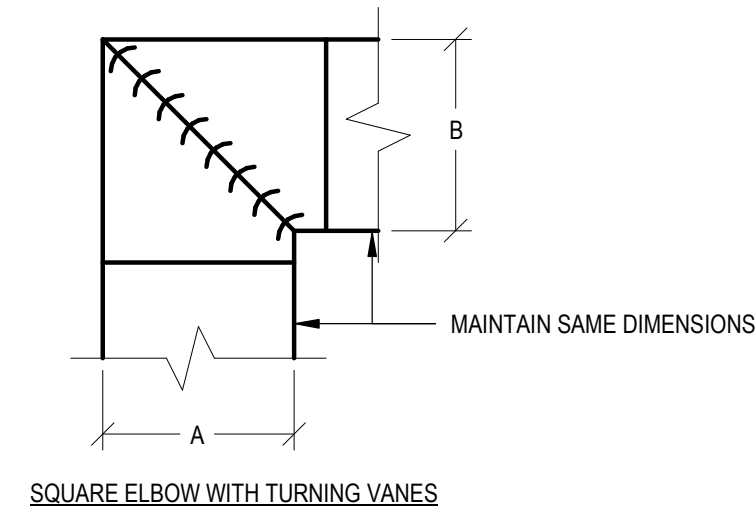 B
MAINTAIN SAME DIMENSIONS
A
SQUARE ELBOW WITH TURNING VANES